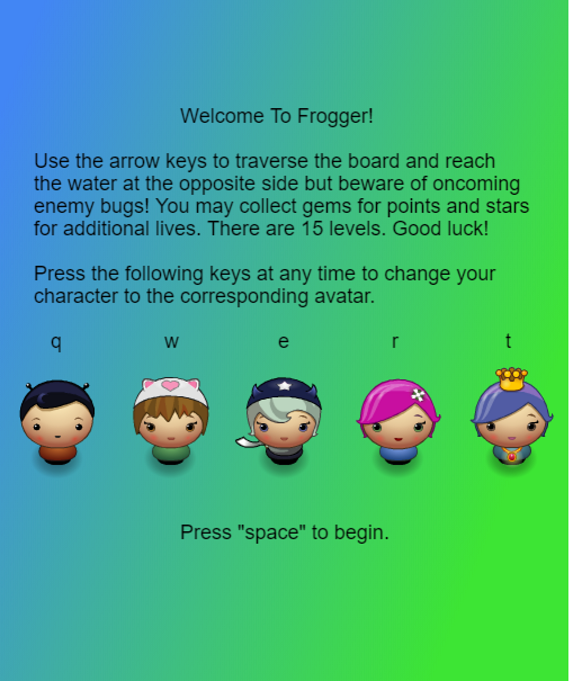 Welcome To Frogger!
Use the arrow keys to traverse the board and reach
the water at the opposite side but beware of oncoming
enemy bugs! You may collect gems for points and stars
for additional lives. There are 15 levels. Good luck!
Press the following keys at any time to change your
character to the corresponding avatar.
q w e r t
Press "space" to begin.